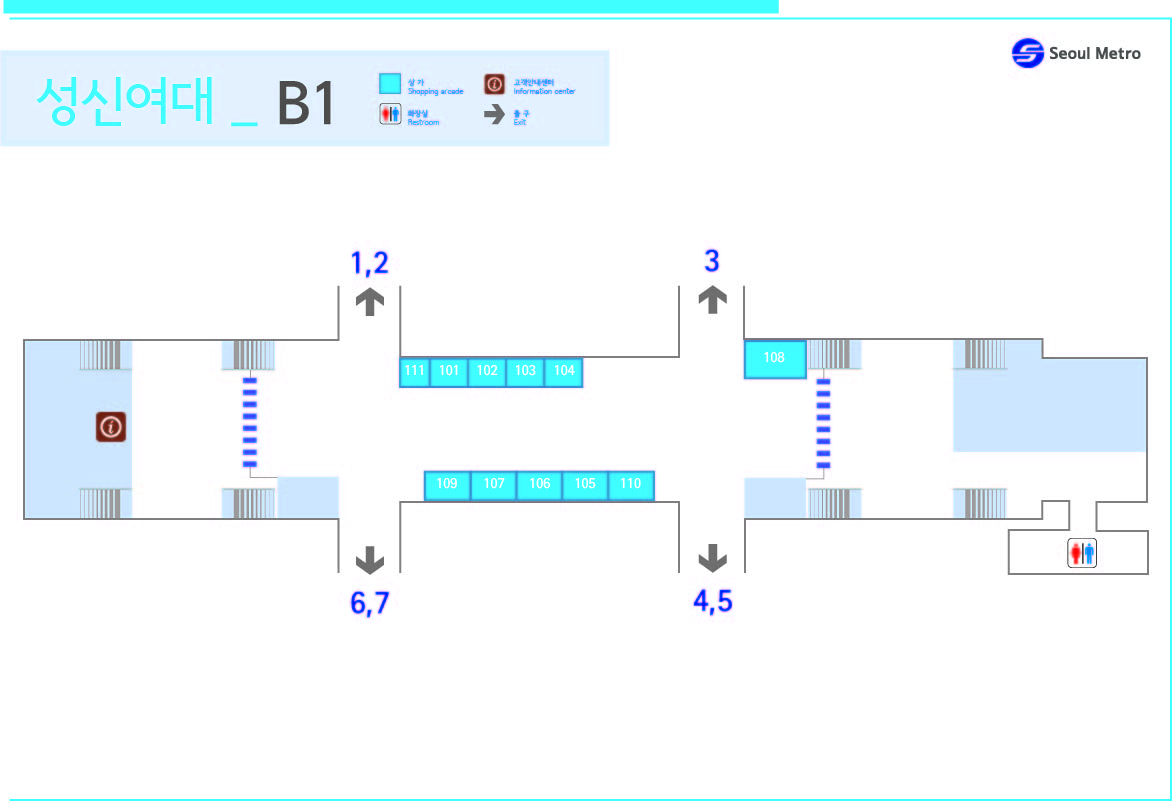 Seoul Metro
성신여대 _ B1
상 가
Shopping arcade
고객안내센터
Information center
화장실
Restroom
출 구
Exit
1,2
3
111 101 102 103 104
108
109 107 106 105 110
6,7
4,5